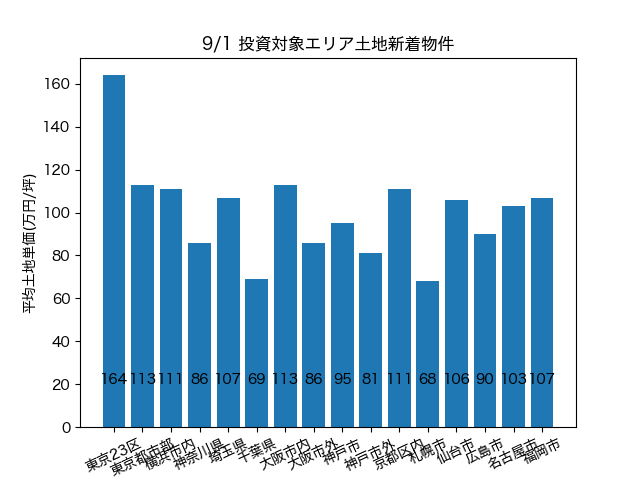 9/1 投資対象エリア土地新着物件
平均土地単価(万円/坪)
160
140
120
100
80
60
40
20
0
164 113 111 86 107 69 113 86 95 81 111 68 106 90 103 107
東京23区 東京都市部 横浜市内 神奈川県 埼玉県 千葉県 大阪市内 大阪市外 神戸市 神戸市外 京都区内 札幌市 仙台市 広島市 名古屋市 福岡市